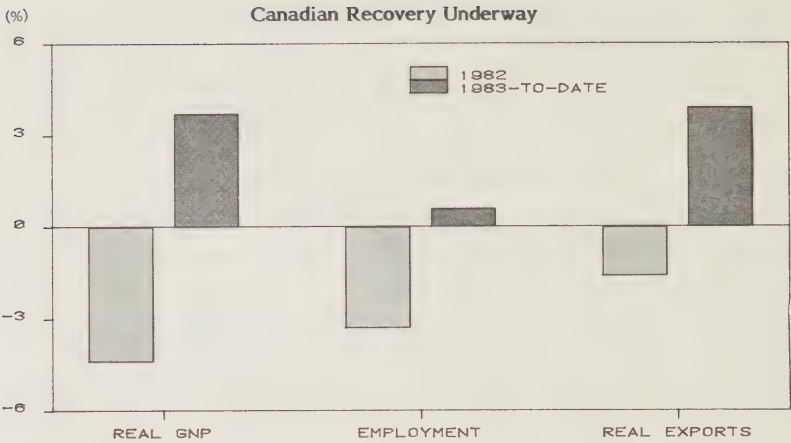 Canadian Recovery Underway
(%)
6
1982
1983-TO-DATE
3
0
-3
-6
REAL GNP EMPLOYMENT REAL EXPORTS